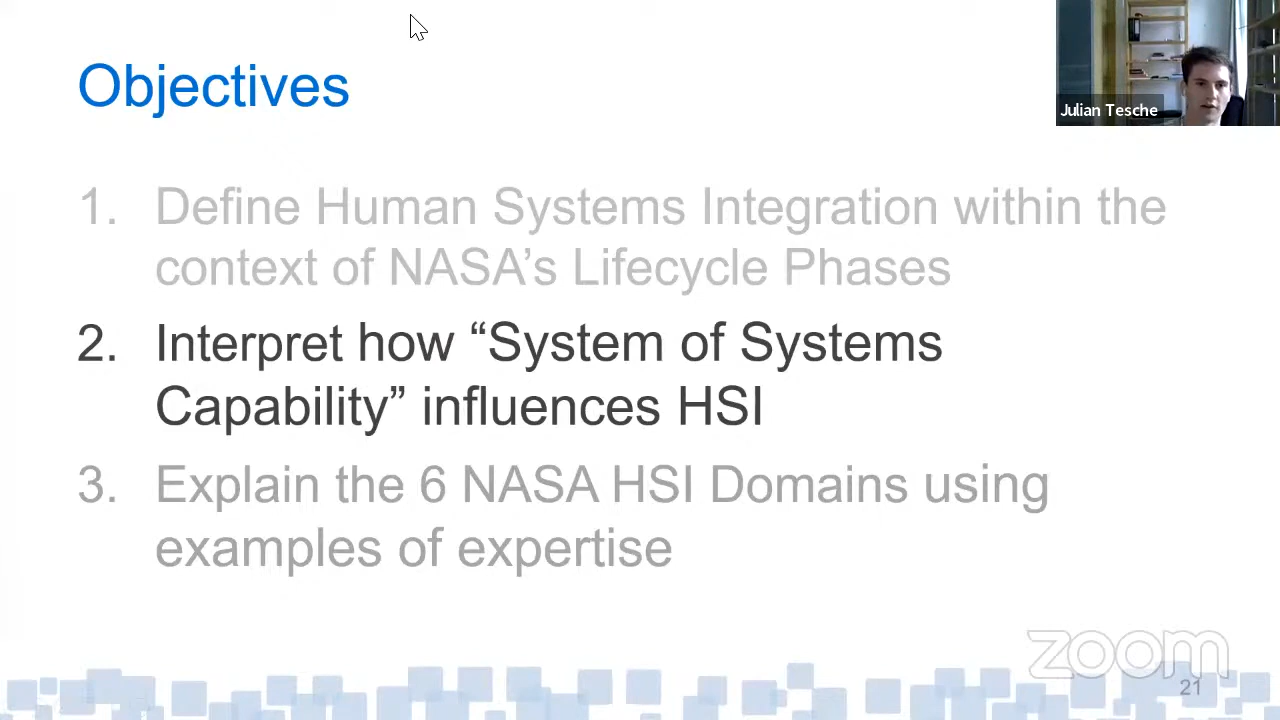 Objectives
Julian Tesche
1. Define Human Systems Integration within the
context of NASA’s Lifecycle Phases
2. Interpret how “System of Systems
Capability” influences HSI
3. Explain the 6 NASA HSI Domains using
examples of expertise
zoom
21